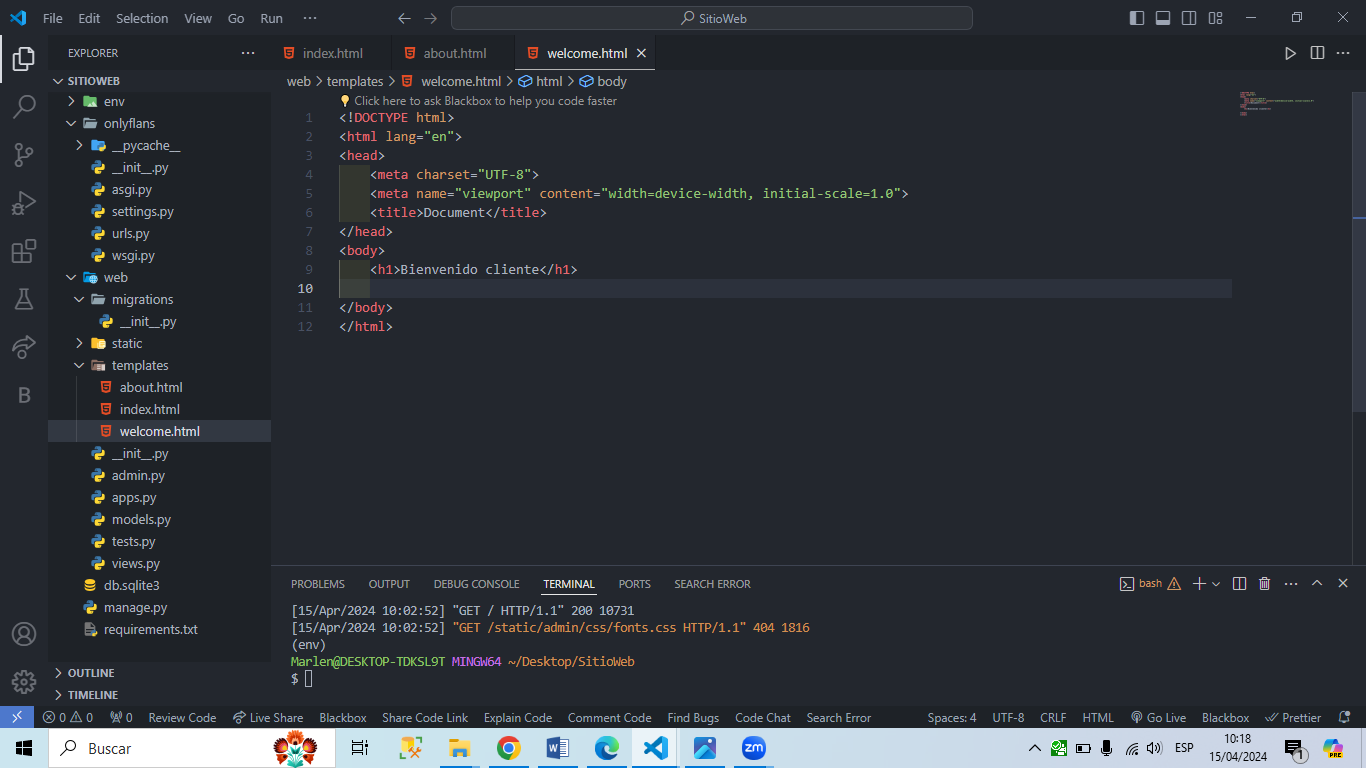 File Edit Selection View Go Run ··· SitioWeb
EXPLORER ··· index.html about.html welcome.html
SITIOWEB
web > templates > welcome.html > html > body
env
onlyflans
__pycache__
__init__.py
asgi.py
settings.py
urls.py
wsgi.py
web
migrations
__init__.py
static
templates
about.html
index.html
welcome.html
__init__.py
admin.py
apps.py
models.py
tests.py
views.py
db.sqlite3
manage.py
requirements.txt
OUTLINE
TIMELINE
Click here to ask Blackbox to help you code faster
1 <!DOCTYPE html>
2 <html lang="en">
3 <head>
4 <meta charset="UTF-8">
5 <meta name="viewport" content="width=device-width, initial-scale=1.0">
6 <title>Document</title>
7 </head>
8 <body>
9 <h1>Bienvenido cliente</h1>
10
11 </body>
12 </html>
PROBLEMS OUTPUT DEBUG CONSOLE TERMINAL PORTS SEARCH ERROR bash
[15/Apr/2024 10:02:52] "GET / HTTP/1.1" 200 10731
[15/Apr/2024 10:02:52] "GET /static/admin/css/fonts.css HTTP/1.1" 404 1816
(env)
Marlen@DESKTOP-TDKSL9T MINGW64 ~/Desktop/SitioWeb
$
0 0 0 Review Code Live Share Blackbox Share Code Link Explain Code Comment Code Find Bugs Code Chat Search Error Spaces: 4 UTF-8 CRLF HTML Go Live Blackbox Prettier
Buscar W zm ESP 10:18
15/04/2024 1 PRE
B